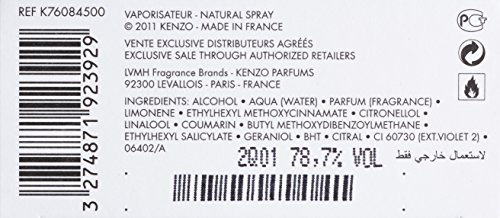 REF K76084500
3 274871 923929
VAPORISATEUR - NATURAL SPRAY
© 2011 KENZO - MADE IN FRANCE
VENTE EXCLUSIVE DISTRIBUTEURS AGRÉÉS
EXCLUSIVE SALE THROUGH AUTHORIZED RETAILERS
LVMH Fragrance Brands - KENZO PARFUMS
92300 LEVALLOIS - PARIS - FRANCE
INGREDIENTS: ALCOHOL • AQUA (WATER) • PARFUM (FRAGRANCE) •
LIMONENE • ETHYLHEXYL METHOXYCINNAMATE • CITRONELLOL •
LINALOOL • COUMARIN • BUTYL METHOXYDIBENZOYLMETHANE •
ETHYLHEXYL SALICYLATE • GERANIOL • BHT • CITRAL • CI 60730 (EXT.VIOLET 2) •
06402/A
لاستعمال خارجي فقط
2Q01 78,7% VOL